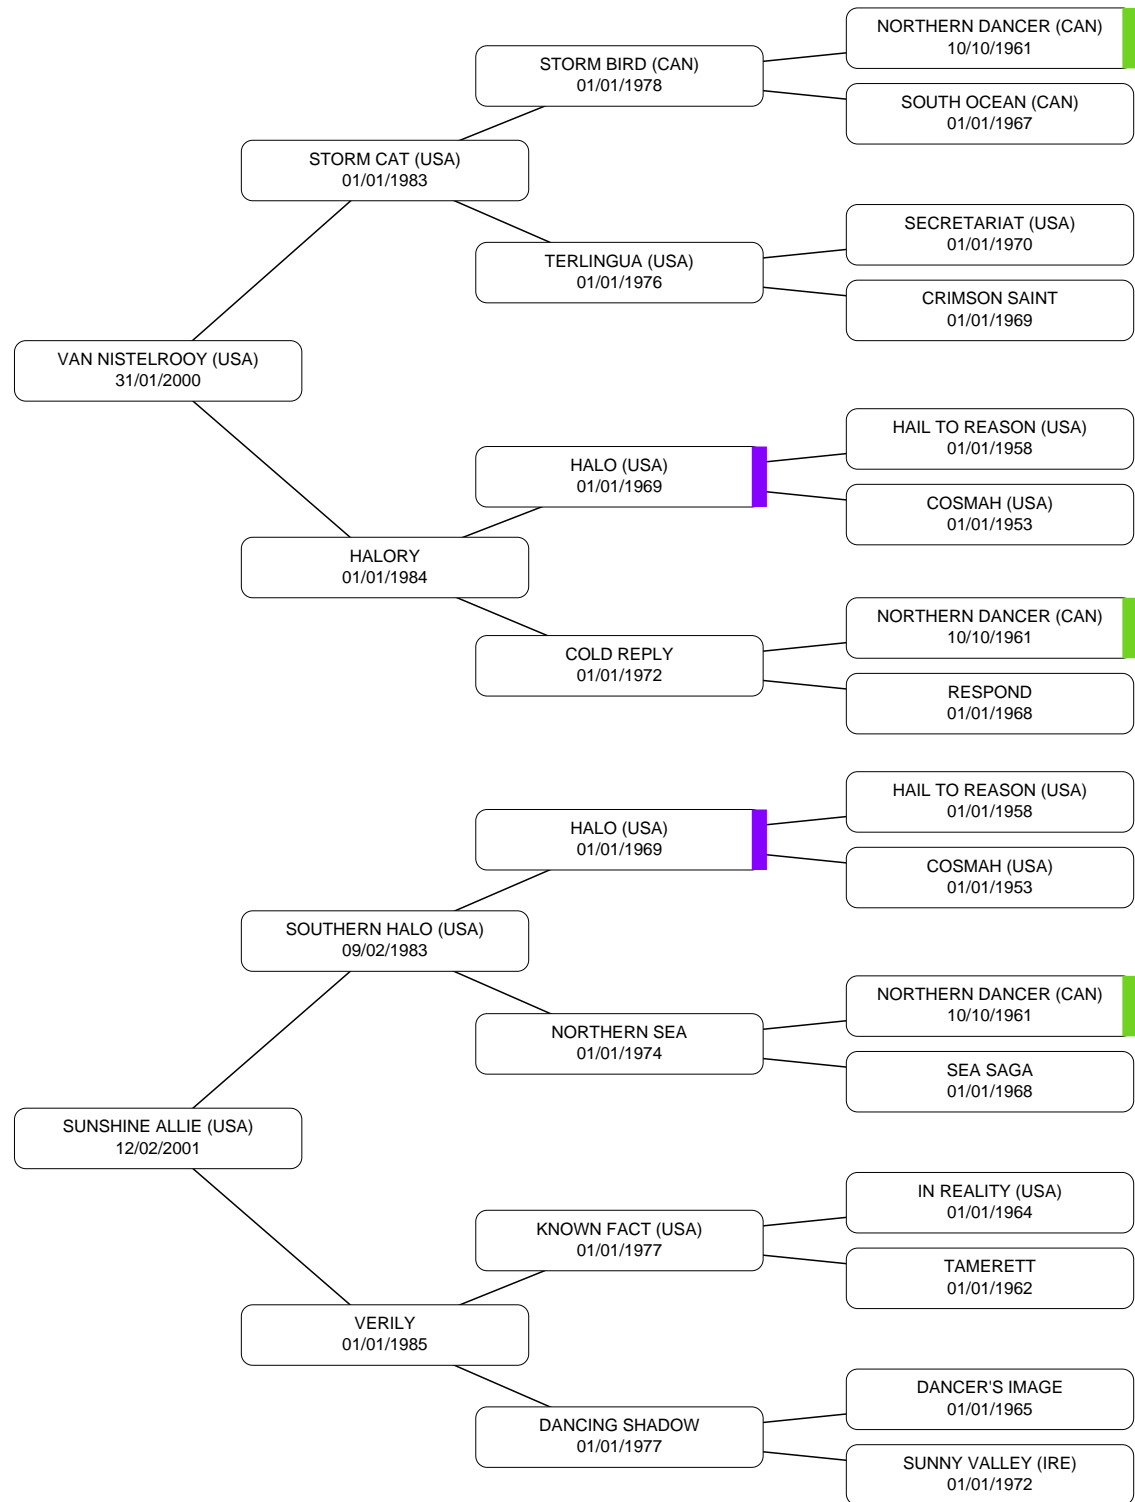 NORTHERN DANCER (CAN)
10/10/1961
STORM BIRD (CAN)
01/01/1978
SOUTH OCEAN (CAN)
01/01/1967
STORM CAT (USA)
01/01/1983
SECRETARIAT (USA)
01/01/1970
TERLINGUA (USA)
01/01/1976
CRIMSON SAINT
01/01/1969
VAN NISTELROOY (USA)
31/01/2000
HAIL TO REASON (USA)
01/01/1958
HALO (USA)
01/01/1969
COSMAH (USA)
01/01/1953
HALORY
01/01/1984
NORTHERN DANCER (CAN)
10/10/1961
COLD REPLY
01/01/1972
RESPOND
01/01/1968
HAIL TO REASON (USA)
01/01/1958
HALO (USA)
01/01/1969
COSMAH (USA)
01/01/1953
SOUTHERN HALO (USA)
09/02/1983
NORTHERN DANCER (CAN)
10/10/1961
NORTHERN SEA
01/01/1974
SEA SAGA
01/01/1968
SUNSHINE ALLIE (USA)
12/02/2001
IN REALITY (USA)
01/01/1964
KNOWN FACT (USA)
01/01/1977
TAMERETT
01/01/1962
VERILY
01/01/1985
DANCER'S IMAGE
01/01/1965
DANCING SHADOW
01/01/1977
SUNNY VALLEY (IRE)
01/01/1972